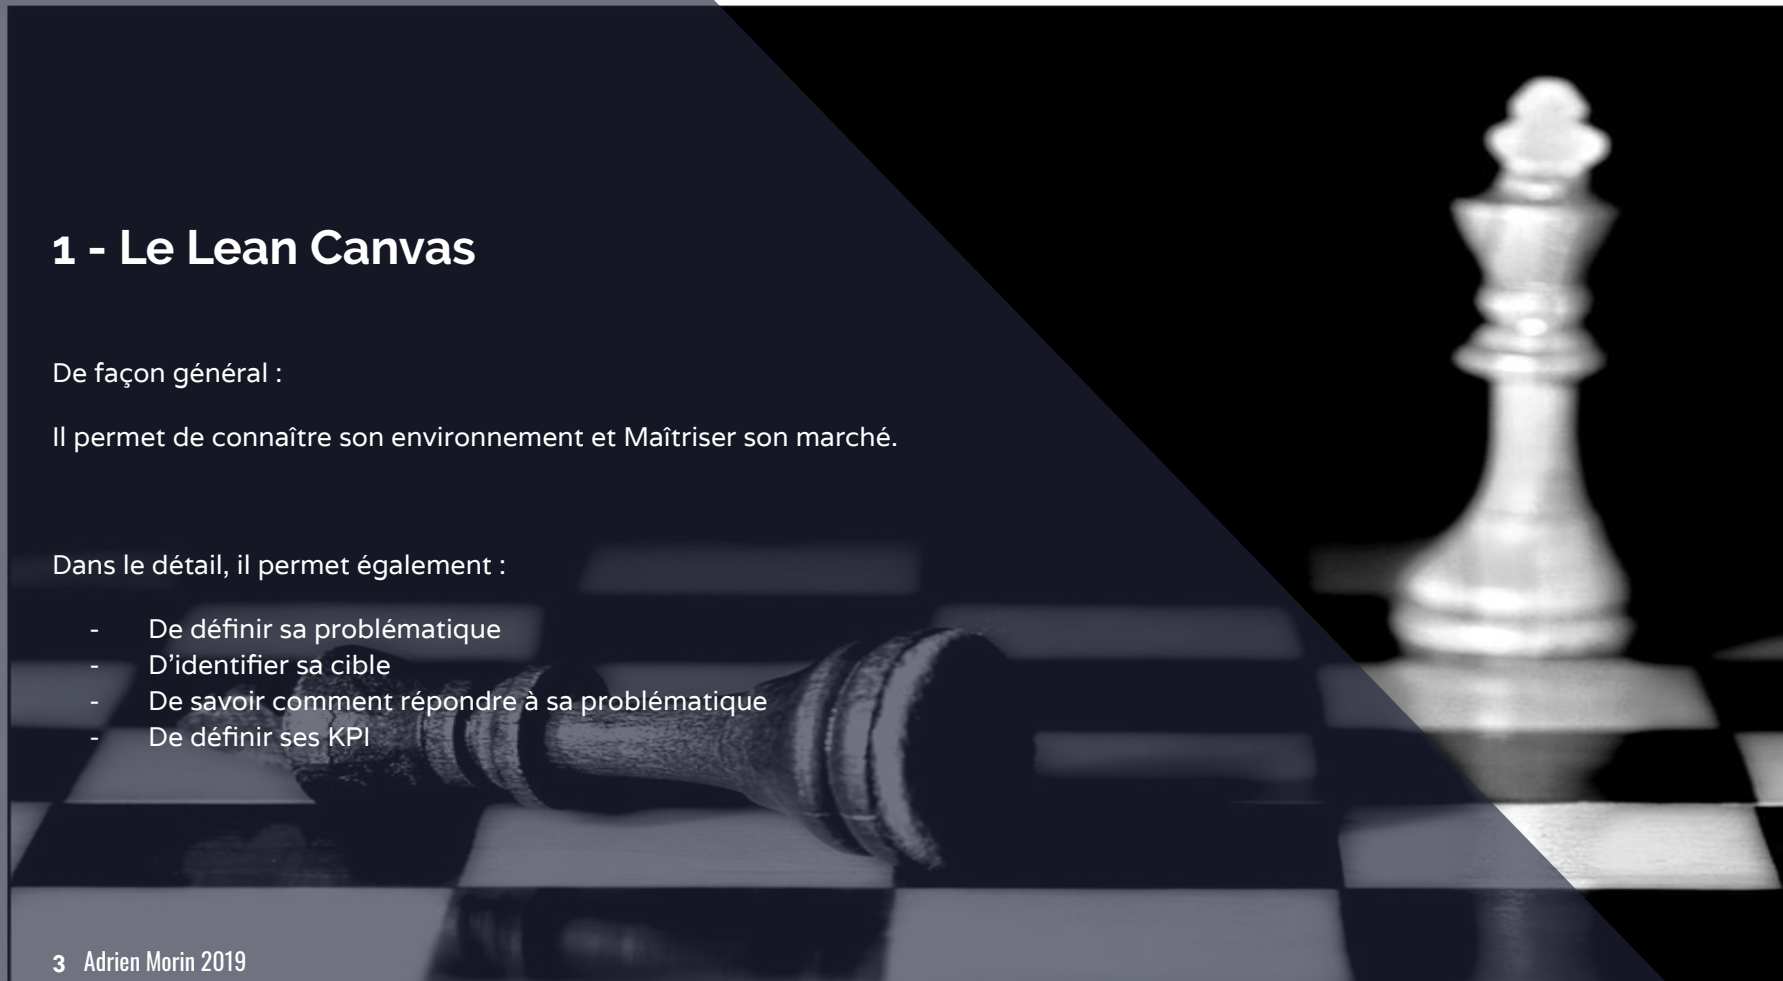 1 - Le Lean Canvas
De façon général :
Il permet de connaître son environnement et Maîtriser son marché.
Dans le détail, il permet également :
- De définir sa problématique
- D’identifier sa cible
- De savoir comment répondre à sa problématique
- De définir ses KPI
3 Adrien Morin 2019